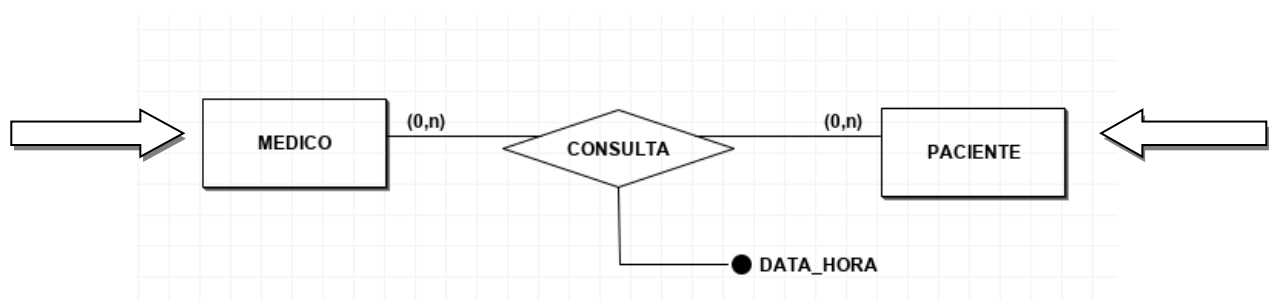 (0,n)
(0,n)
MEDICO
CONSULTA
PACIENTE
DATA_HORA